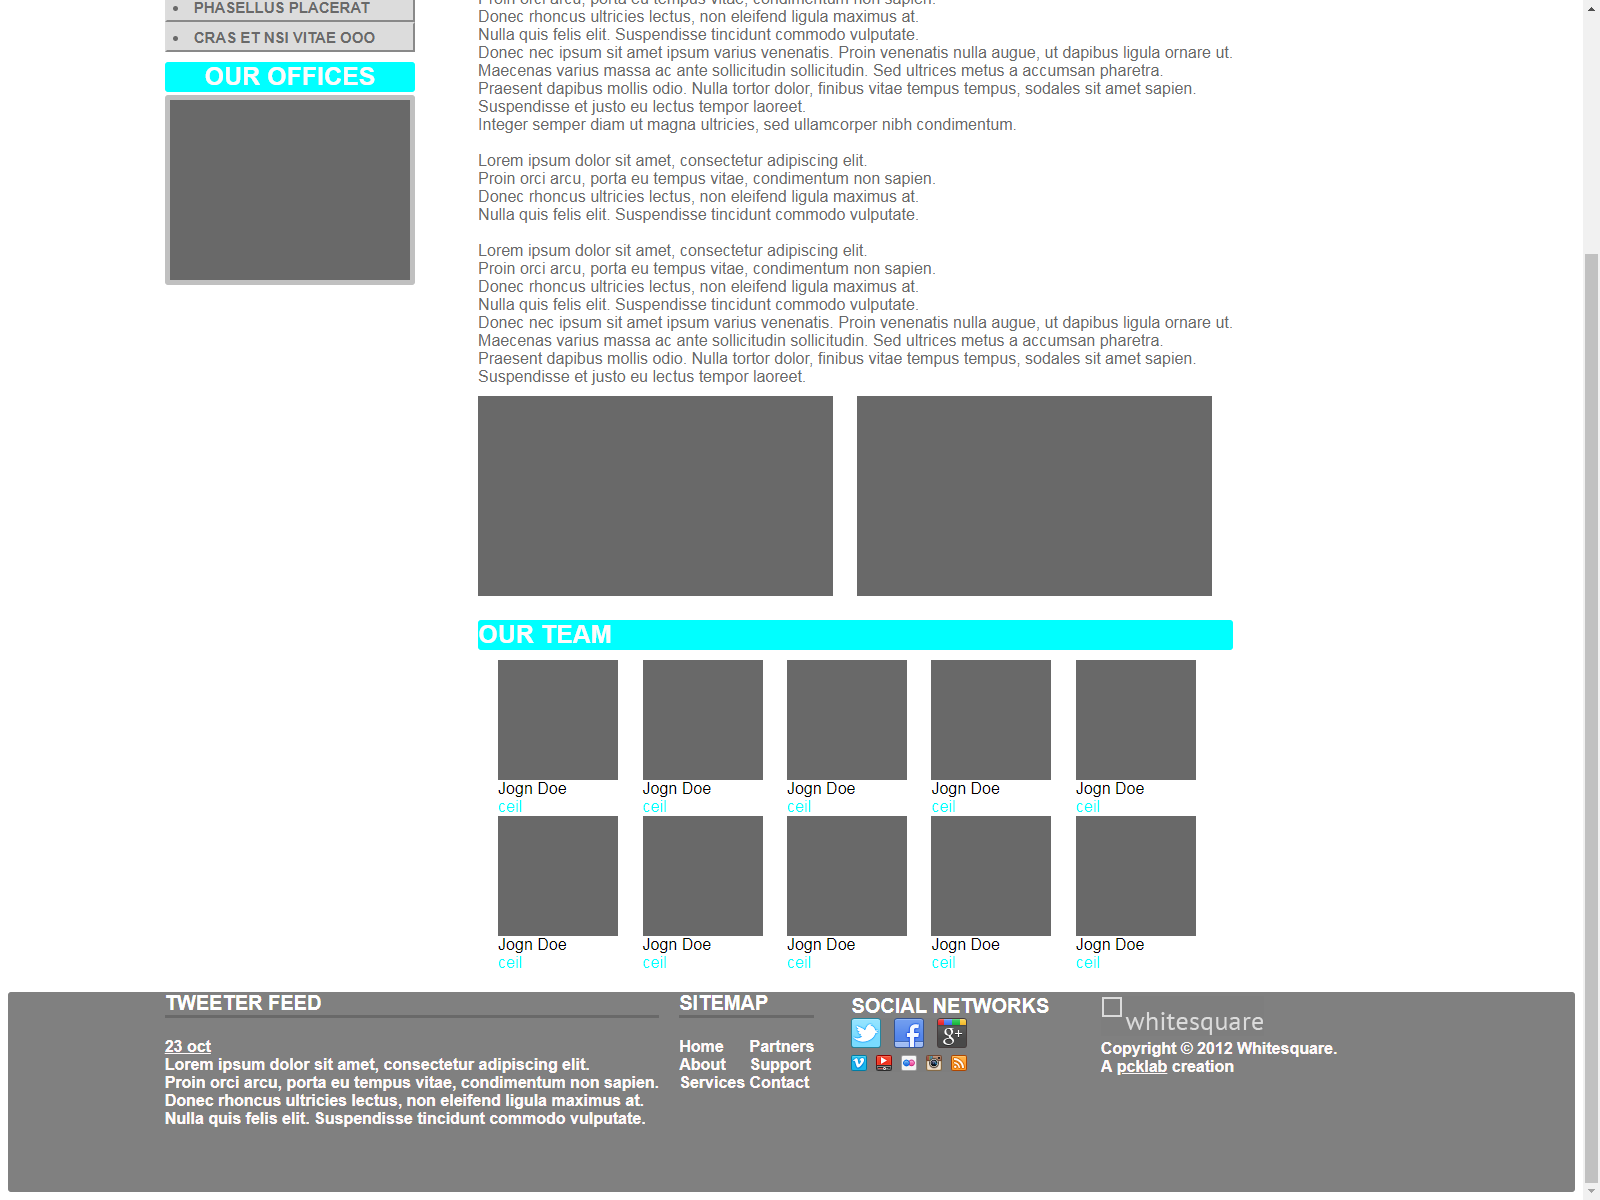 PHASELLUS PLACERAT
CRAS ET NSI VITAE OOO
OUR OFFICES
Proin orci arcu, porta eu tempus vitae, condimentum non sapien.
Donec rhoncus ultricies lectus, non eleifend ligula maximus at.
Nulla quis felis elit. Suspendisse tincidunt commodo vulputate.
Donec nec ipsum sit amet ipsum varius venenatis. Proin venenatis nulla augue, ut dapibus ligula ornare ut.
Maecenas varius massa ac ante sollicitudin sollicitudin. Sed ultrices metus a accumsan pharetra.
Praesent dapibus mollis odio. Nulla tortor dolor, finibus vitae tempus tempus, sodales sit amet sapien.
Suspendisse et justo eu lectus tempor laoreet.
Integer semper diam ut magna ultricies, sed ullamcorper nibh condimentum.
Lorem ipsum dolor sit amet, consectetur adipiscing elit.
Proin orci arcu, porta eu tempus vitae, condimentum non sapien.
Donec rhoncus ultricies lectus, non eleifend ligula maximus at.
Nulla quis felis elit. Suspendisse tincidunt commodo vulputate.
Lorem ipsum dolor sit amet, consectetur adipiscing elit.
Proin orci arcu, porta eu tempus vitae, condimentum non sapien.
Donec rhoncus ultricies lectus, non eleifend ligula maximus at.
Nulla quis felis elit. Suspendisse tincidunt commodo vulputate.
Donec nec ipsum sit amet ipsum varius venenatis. Proin venenatis nulla augue, ut dapibus ligula ornare ut.
Maecenas varius massa ac ante sollicitudin sollicitudin. Sed ultrices metus a accumsan pharetra.
Praesent dapibus mollis odio. Nulla tortor dolor, finibus vitae tempus tempus, sodales sit amet sapien.
Suspendisse et justo eu lectus tempor laoreet.
OUR TEAM
Jogn Doe Jogn Doe Jogn Doe Jogn Doe Jogn Doe
ceil ceil ceil ceil ceil
Jogn Doe Jogn Doe Jogn Doe Jogn Doe Jogn Doe
ceil ceil ceil ceil ceil
TWEETER FEED
23 oct
Lorem ipsum dolor sit amet, consectetur adipiscing elit.
Proin orci arcu, porta eu tempus vitae, condimentum non sapien.
Donec rhoncus ultricies lectus, non eleifend ligula maximus at.
Nulla quis felis elit. Suspendisse tincidunt commodo vulputate.
SITEMAP
Home Partners
About Support
Services Contact
SOCIAL NETWORKS
whitesquare
Copyright © 2012 Whitesquare.
A pcklab creation